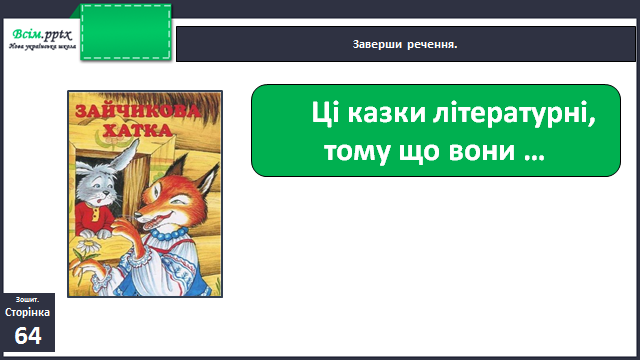 Всім.pptx
Нова українська школа
Заверши речення.
ЗАЙЧИКОВА
ХАТКА
Ці казки літературні,
тому що вони ...
Зошит.
Сторінка
64